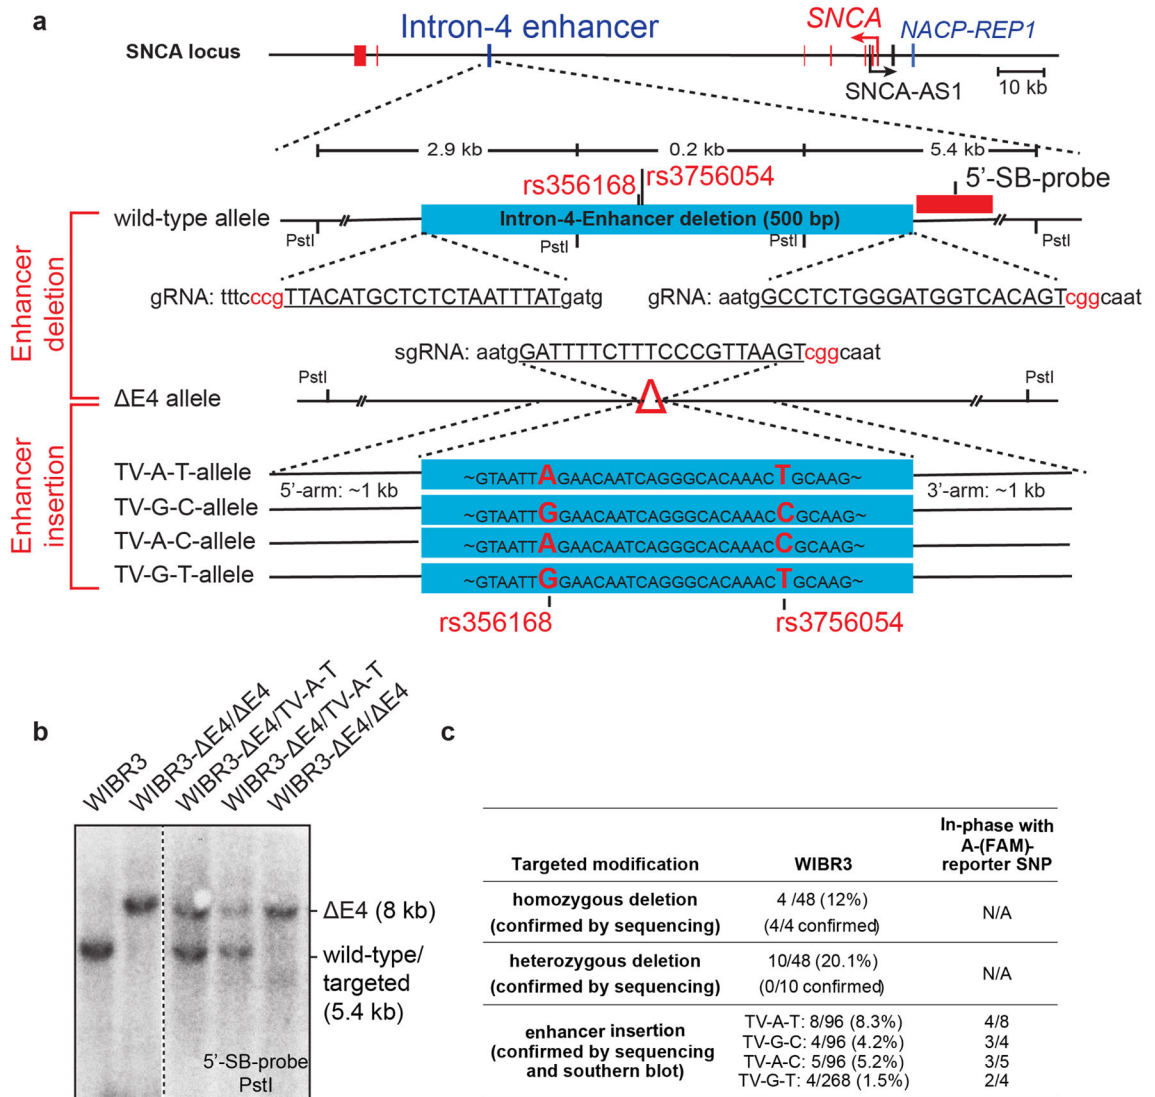 a
SNCA locus
Intron-4 enhancer
SNCA
NACP-REP1
SNCA-AS1
10 kb
2.9 kb
0.2 kb
5.4 kb
rs356168
rs3756054
5'-SB-probe
wild-type allele
Intron-4-Enhancer deletion (500 bp)
PstI
PstI
PstI
PstI
Enhancer deletion
gRNA: tttcccgTTACATGCTCTCTAATTTATgatg
gRNA: aatgGCCTCTGGGATGGTCACAGTcggcaat
sgRNA: aatgGATTTTCTTTCCCGTTAAGTcggcaat
PstI
PstI
ΔE4 allele
Δ
Enhancer insertion
TV-A-T-allele
~GTAATTAGAACAATCAGGGCACAAACTGCAAG~
5'-arm: ~1 kb
3'-arm: ~1 kb
TV-G-C-allele
~GTAATTGGAACAATCAGGGCACAAACCGCAAG~
TV-A-C-allele
~GTAATTAGAACAATCAGGGCACAAACCGCAAG~
TV-G-T-allele
~GTAATTGGAACAATCAGGGCACAAACTGCAAG~
rs356168
rs3756054
b
WIBR3
WIBR3-ΔE4/ΔE4
WIBR3-ΔE4/TV-A-T
WIBR3-ΔE4/TV-A-T
WIBR3-ΔE4/ΔE4
ΔE4 (8 kb)
wild-type/
targeted
(5.4 kb)
5'-SB-probe
PstI
c
Targeted modification
WIBR3
In-phase with
A-(FAM)-
reporter SNP
homozygous deletion
(confirmed by sequencing)
4 /48 (12%)
(4/4 confirmed)
N/A
heterozygous deletion
(confirmed by sequencing)
10/48 (20.1%)
(0/10 confirmed)
N/A
enhancer insertion
(confirmed by sequencing
and southern blot)
TV-A-T: 8/96 (8.3%)
4/8
TV-G-C: 4/96 (4.2%)
3/4
TV-A-C: 5/96 (5.2%)
3/5
TV-G-T: 4/268 (1.5%)
2/4